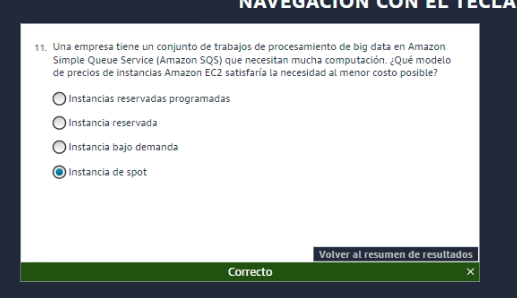 NAVEGACIÓN CON EL TECLA
11. Una empresa tiene un conjunto de trabajos de procesamiento de big data en Amazon
Simple Queue Service (Amazon SQS) que necesitan mucha computación. ¿Qué modelo
de precios de instancias Amazon EC2 satisfaría la necesidad al menor costo posible?
Instancias reservadas programadas
Instancia reservada
Instancia bajo demanda
Instancia de spot
Volver al resumen de resultados
Correcto ×